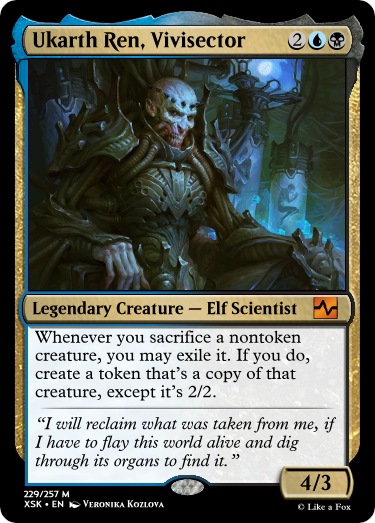 Ukarth Ren, Vivisector 2
Legendary Creature — Elf Scientist
Whenever you sacrifice a nontoken
creature, you may exile it. If you do,
create a token that's a copy of that
creature, except it's 2/2.
“I will reclaim what was taken from me, if
I have to flay this world alive and dig
through its organs to find it.”
4/3
229/257 M
XSK • EN Veronika Kozlova
© Like a Fox